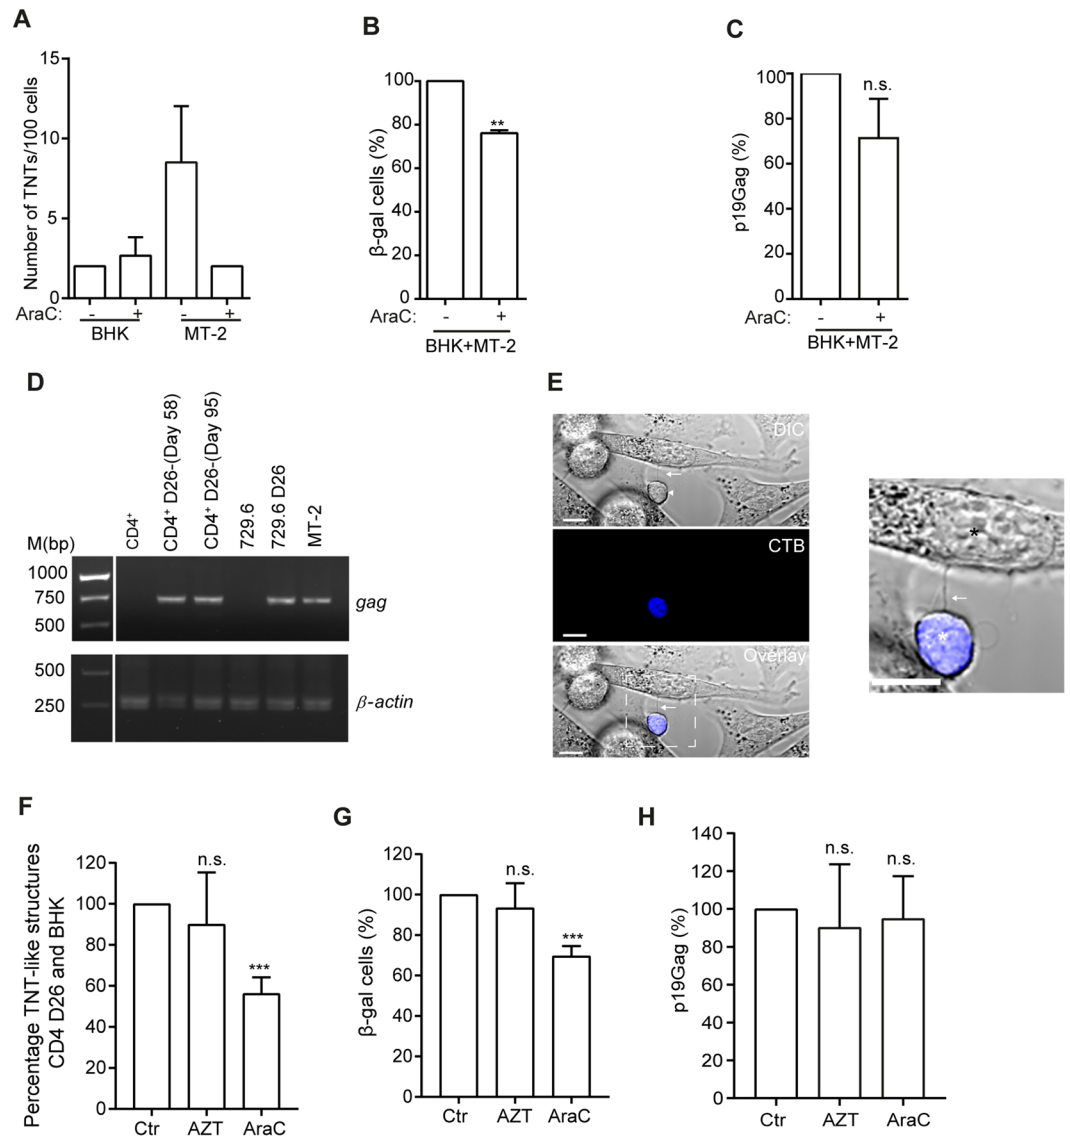 A
Number of TNTs/100 cells
15
10
5
0
AraC:
-
+
-
+
BHK
MT-2
B
β-gal cells (%)
100
80
60
40
20
0
**
AraC:
-
+
BHK+MT-2
C
p19Gag (%)
100
80
60
40
20
0
n.s.
AraC:
-
+
BHK+MT-2
D
CD4⁺
CD4⁺ D26-(Day 58)
CD4⁺ D26-(Day 95)
729.6
729.6 D26
MT-2
M(bp)
1000
750
500
gag
500
250
β-actin
E
DIC
CTB
Overlay
*
*
F
Percentage TNT-like structures
CD4 D26 and BHK
120
100
80
60
40
20
0
n.s.
***
Ctr
AZT
AraC
G
β-gal cells (%)
120
100
80
60
40
20
0
n.s.
***
Ctr
AZT
AraC
H
p19Gag (%)
140
120
100
80
60
40
20
0
n.s.
n.s.
Ctr
AZT
AraC